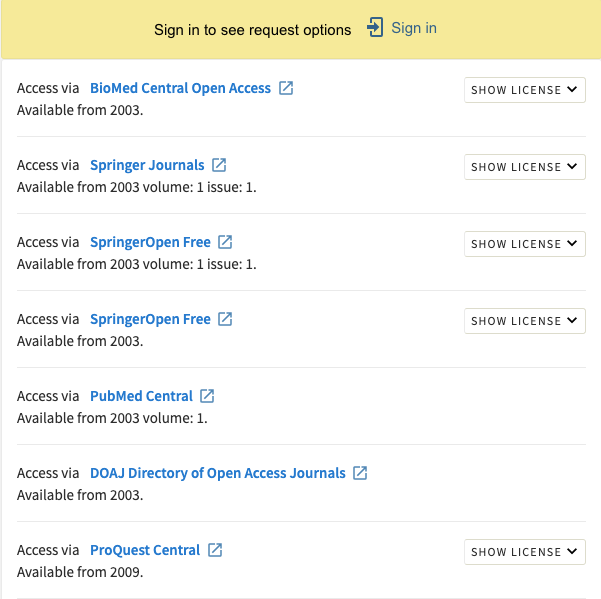 Sign in to see request options Sign in
Access via BioMed Central Open Access SHOW LICENSE
Available from 2003.
Access via Springer Journals SHOW LICENSE
Available from 2003 volume: 1 issue: 1.
Access via SpringerOpen Free SHOW LICENSE
Available from 2003 volume: 1 issue: 1.
Access via SpringerOpen Free SHOW LICENSE
Available from 2003.
Access via PubMed Central
Available from 2003 volume: 1.
Access via DOAJ Directory of Open Access Journals
Available from 2003.
Access via ProQuest Central SHOW LICENSE
Available from 2009.